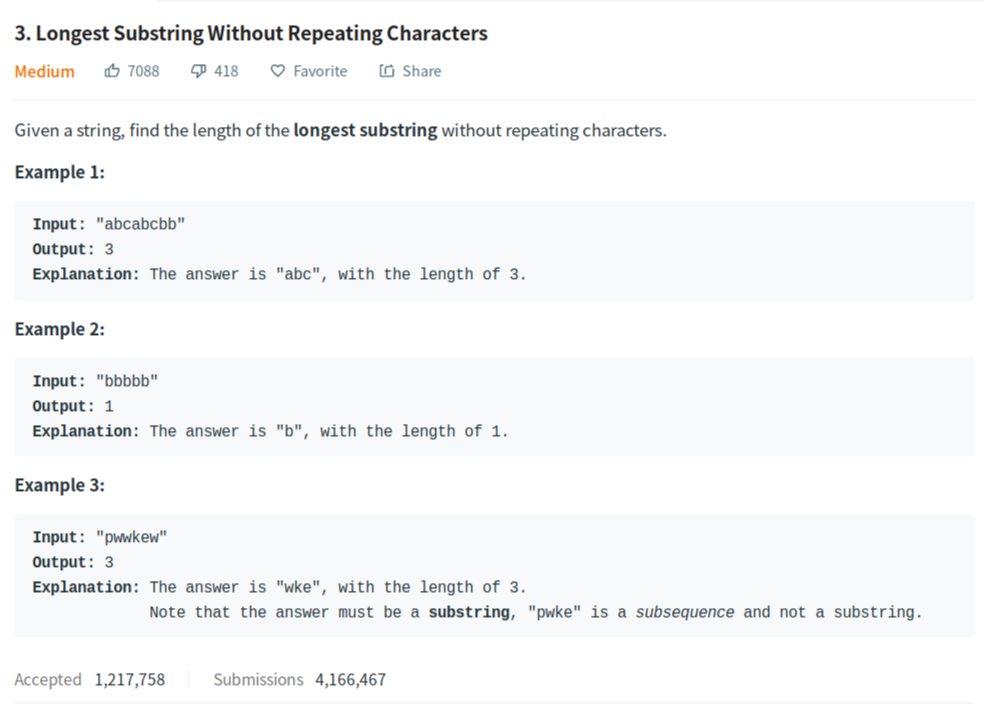 3. Longest Substring Without Repeating Characters
Medium 7088 418 Favorite Share
Given a string, find the length of the longest substring without repeating characters.
Example 1:
Input: "abcabcbb"
Output: 3
Explanation: The answer is "abc", with the length of 3.
Example 2:
Input: "bbbbb"
Output: 1
Explanation: The answer is "b", with the length of 1.
Example 3:
Input: "pwwkew"
Output: 3
Explanation: The answer is "wke", with the length of 3.
Note that the answer must be a substring, "pwke" is a subsequence and not a substring.
Accepted 1,217,758 Submissions 4,166,467